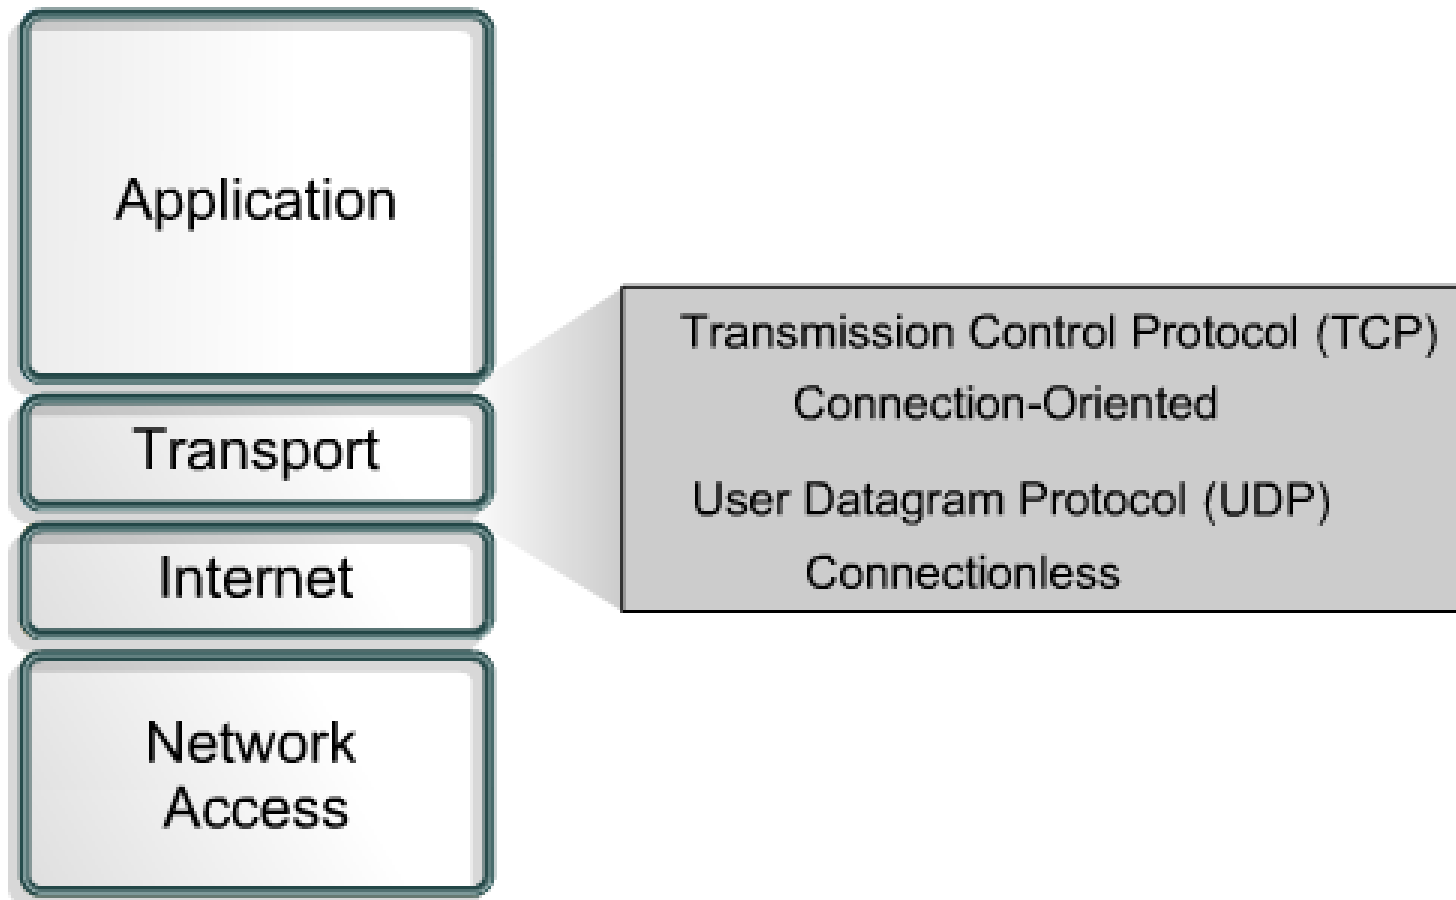 Application
Transport
Internet
Network
Access
Transmission Control Protocol (TCP)
Connection-Oriented
User Datagram Protocol (UDP)
Connectionless